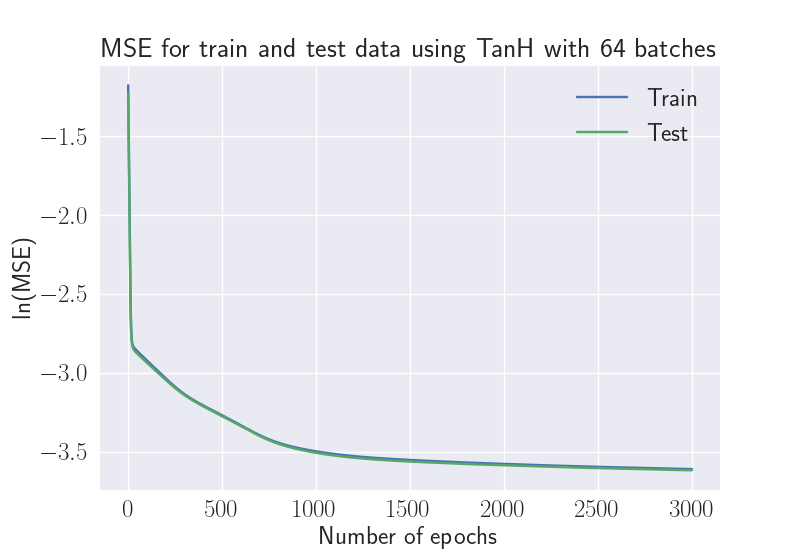 MSE for train and test data using TanH with 64 batches
Train
Test
−1.5
−2.0
−2.5
−3.0
−3.5
ln(MSE)
0 500 1000 1500 2000 2500 3000
Number of epochs